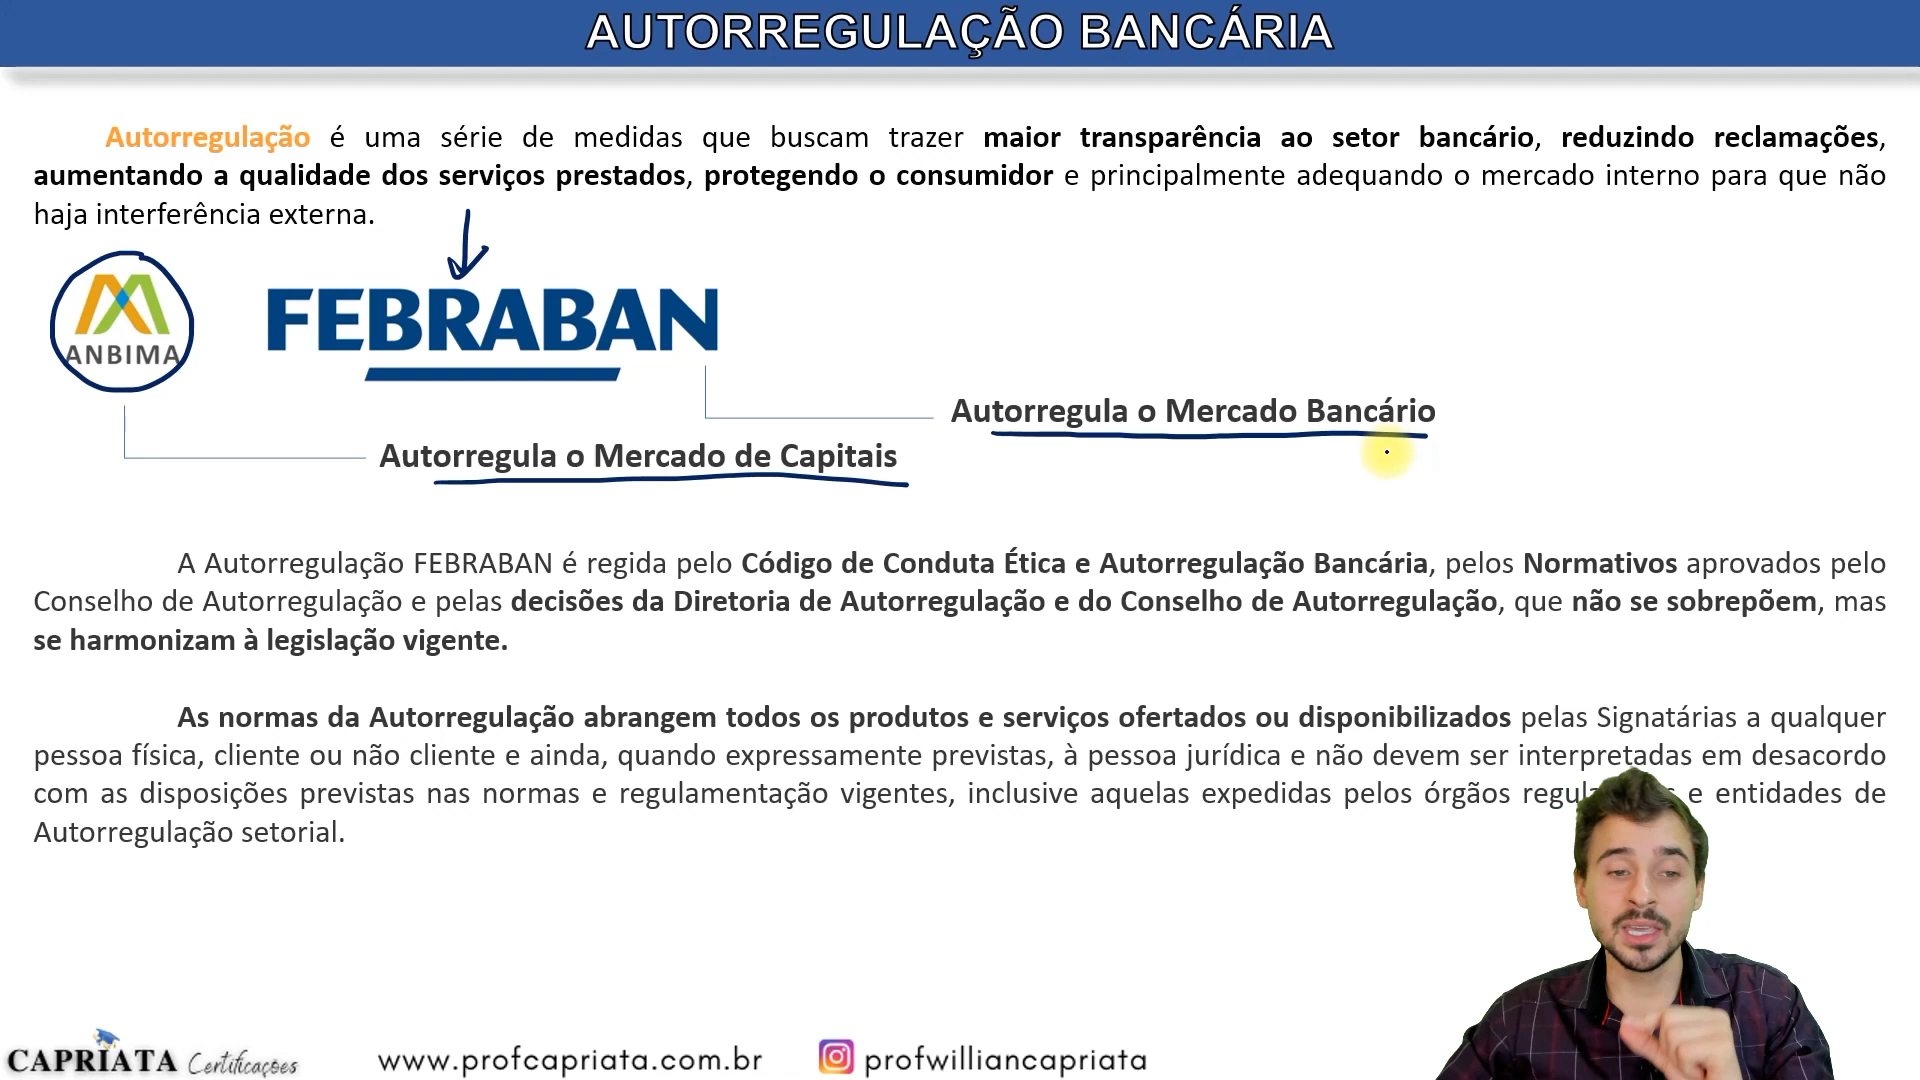 AUTORREGULAÇÃO BANCÁRIA
Autorregulação é uma série de medidas que buscam trazer maior transparência ao setor bancário, reduzindo reclamações,
aumentando a qualidade dos serviços prestados, protegendo o consumidor e principalmente adequando o mercado interno para que não
haja interferência externa.
ANBIMA
FEBRABAN
Autorregula o Mercado Bancário
Autorregula o Mercado de Capitais
A Autorregulação FEBRABAN é regida pelo Código de Conduta Ética e Autorregulação Bancária, pelos Normativos aprovados pelo
Conselho de Autorregulação e pelas decisões da Diretoria de Autorregulação e do Conselho de Autorregulação, que não se sobrepõem, mas
se harmonizam à legislação vigente.
As normas da Autorregulação abrangem todos os produtos e serviços ofertados ou disponibilizados pelas Signatárias a qualquer
pessoa física, cliente ou não cliente e ainda, quando expressamente previstas, à pessoa jurídica e não devem ser interpretadas em desacordo
com as disposições previstas nas normas e regulamentação vigentes, inclusive aquelas expedidas pelos órgãos e entidades de
Autorregulação setorial.
CAPRIATA Certificações
www.profcapriata.com.br
profwilliancapriata